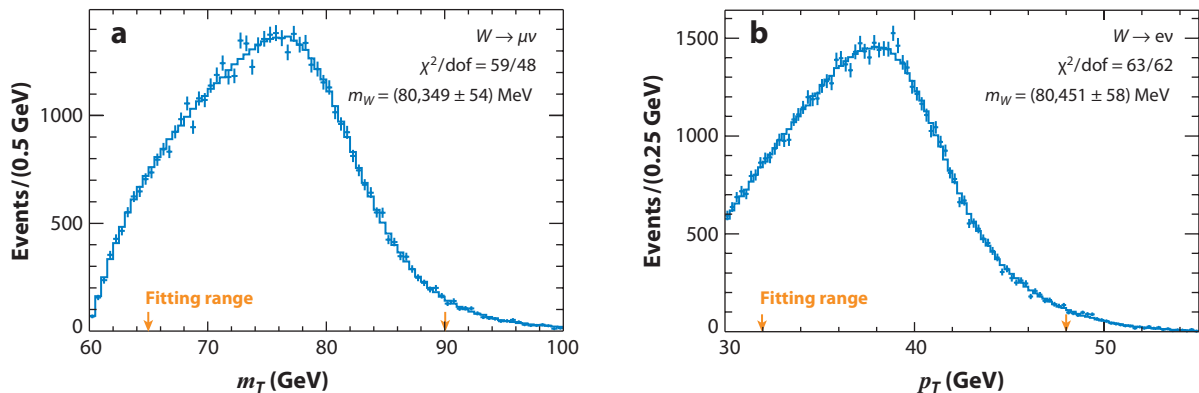 a
W → μν
χ²/dof = 59/48
m_W = (80,349 ± 54) MeV
Events/(0.5 GeV)
1000
500
0
Fitting range
60
70
80
90
100
m_T (GeV)
b
W → eν
χ²/dof = 63/62
m_W = (80,451 ± 58) MeV
Events/(0.25 GeV)
1500
1000
500
0
Fitting range
30
40
50
p_T (GeV)